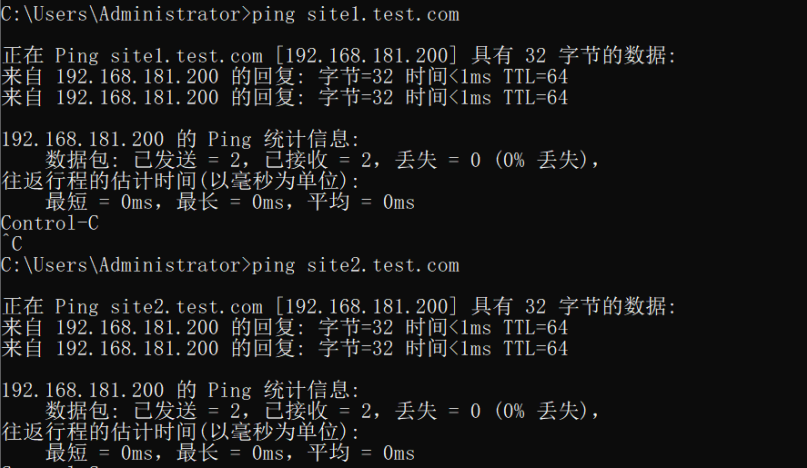 C:\Users\Administrator>ping site1.test.com
正在 Ping site1.test.com [192.168.181.200] 具有 32 字节的数据:
来自 192.168.181.200 的回复: 字节=32 时间<1ms TTL=64
来自 192.168.181.200 的回复: 字节=32 时间<1ms TTL=64
192.168.181.200 的 Ping 统计信息:
数据包: 已发送 = 2，已接收 = 2，丢失 = 0 (0% 丢失)，
往返行程的估计时间(以毫秒为单位):
最短 = 0ms，最长 = 0ms，平均 = 0ms
Control-C
^C
C:\Users\Administrator>ping site2.test.com
正在 Ping site2.test.com [192.168.181.200] 具有 32 字节的数据:
来自 192.168.181.200 的回复: 字节=32 时间<1ms TTL=64
来自 192.168.181.200 的回复: 字节=32 时间<1ms TTL=64
192.168.181.200 的 Ping 统计信息:
数据包: 已发送 = 2，已接收 = 2，丢失 = 0 (0% 丢失)，
往返行程的估计时间(以毫秒为单位):
最短 = 0ms，最长 = 0ms，平均 = 0ms